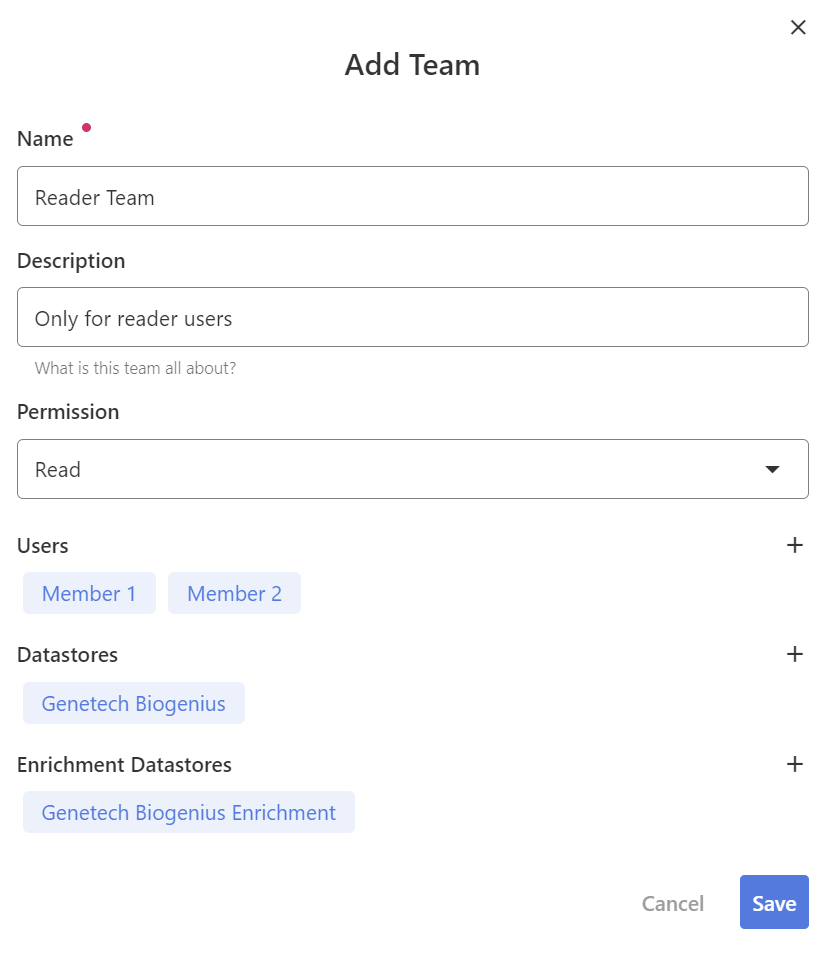 Add Team
Name
Reader Team
Description
Only for reader users
What is this team all about?
Permission
Read
Users
Member 1 Member 2
Datastores
Genetech Biogenius
Enrichment Datastores
Genetech Biogenius Enrichment
Cancel Save